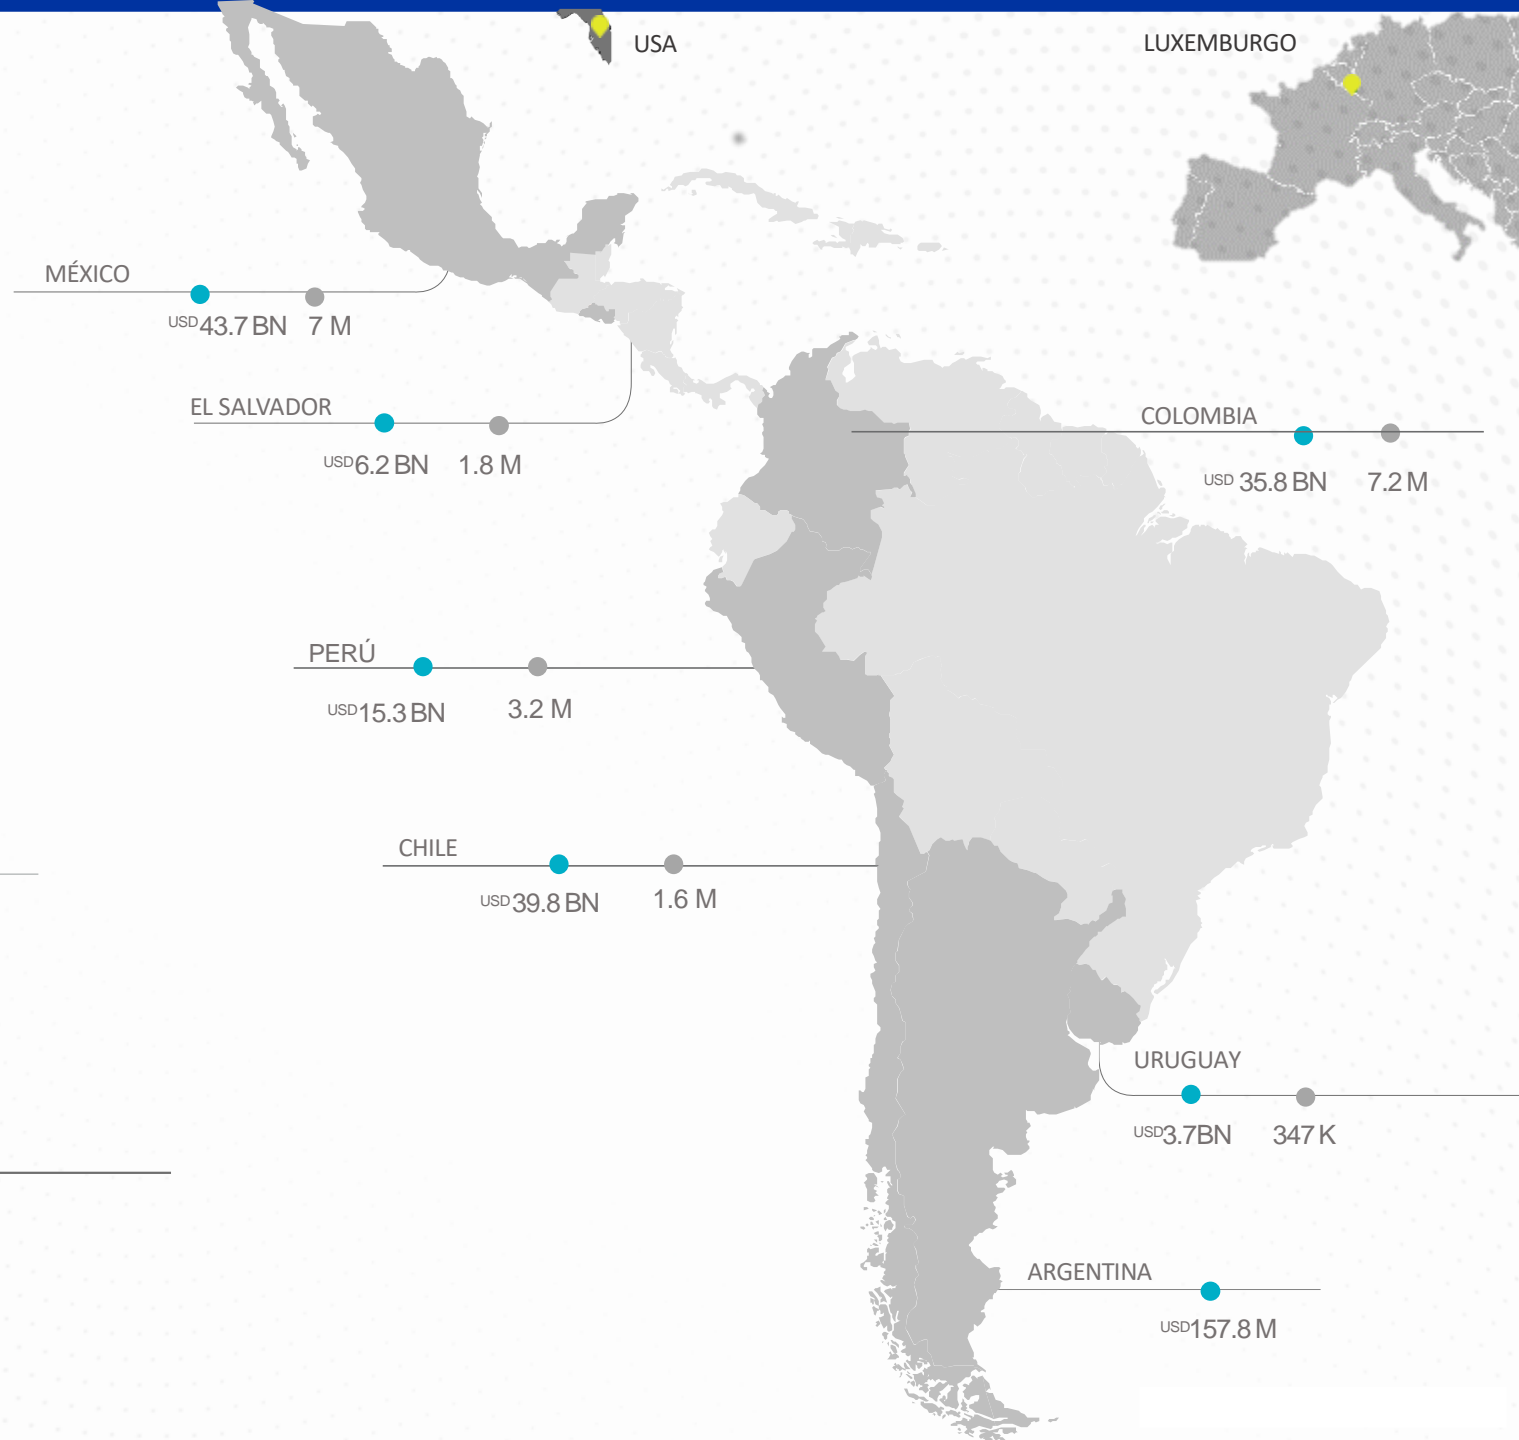 USA
LUXEMBURGO
MÉXICO
USD43.7 BN 7 M
EL SALVADOR
USD6.2 BN 1.8 M
COLOMBIA
USD 35.8 BN 7.2 M
PERÚ
USD15.3 BN 3.2 M
CHILE
USD39.8 BN 1.6 M
URUGUAY
USD3.7BN 347 K
ARGENTINA
USD157.8 M